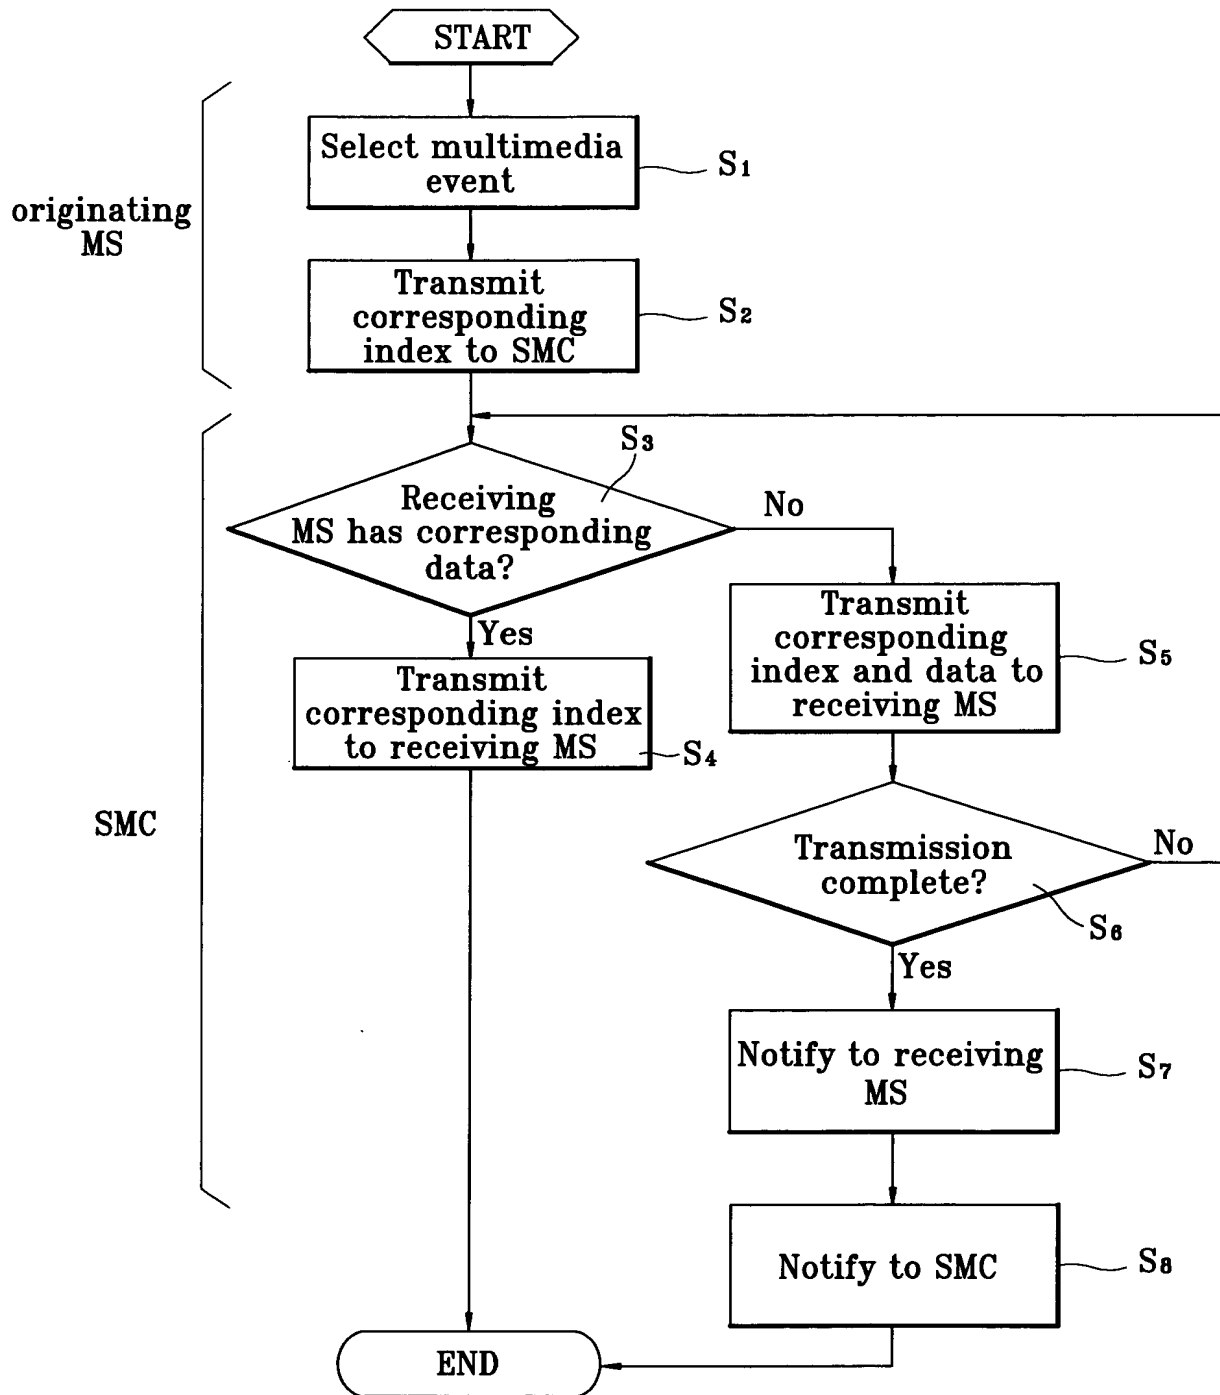 START
Select multimedia
event
S1
originating
MS
Transmit
corresponding
index to SMC
S2
S3
Receiving
MS has corresponding
data?
No
Yes
Transmit
corresponding index
to receiving MS
S4
Transmit
corresponding
index and data to
receiving MS
S5
SMC
Transmission
complete?
No
S6
Yes
Notify to receiving
MS
S7
Notify to SMC
S8
END